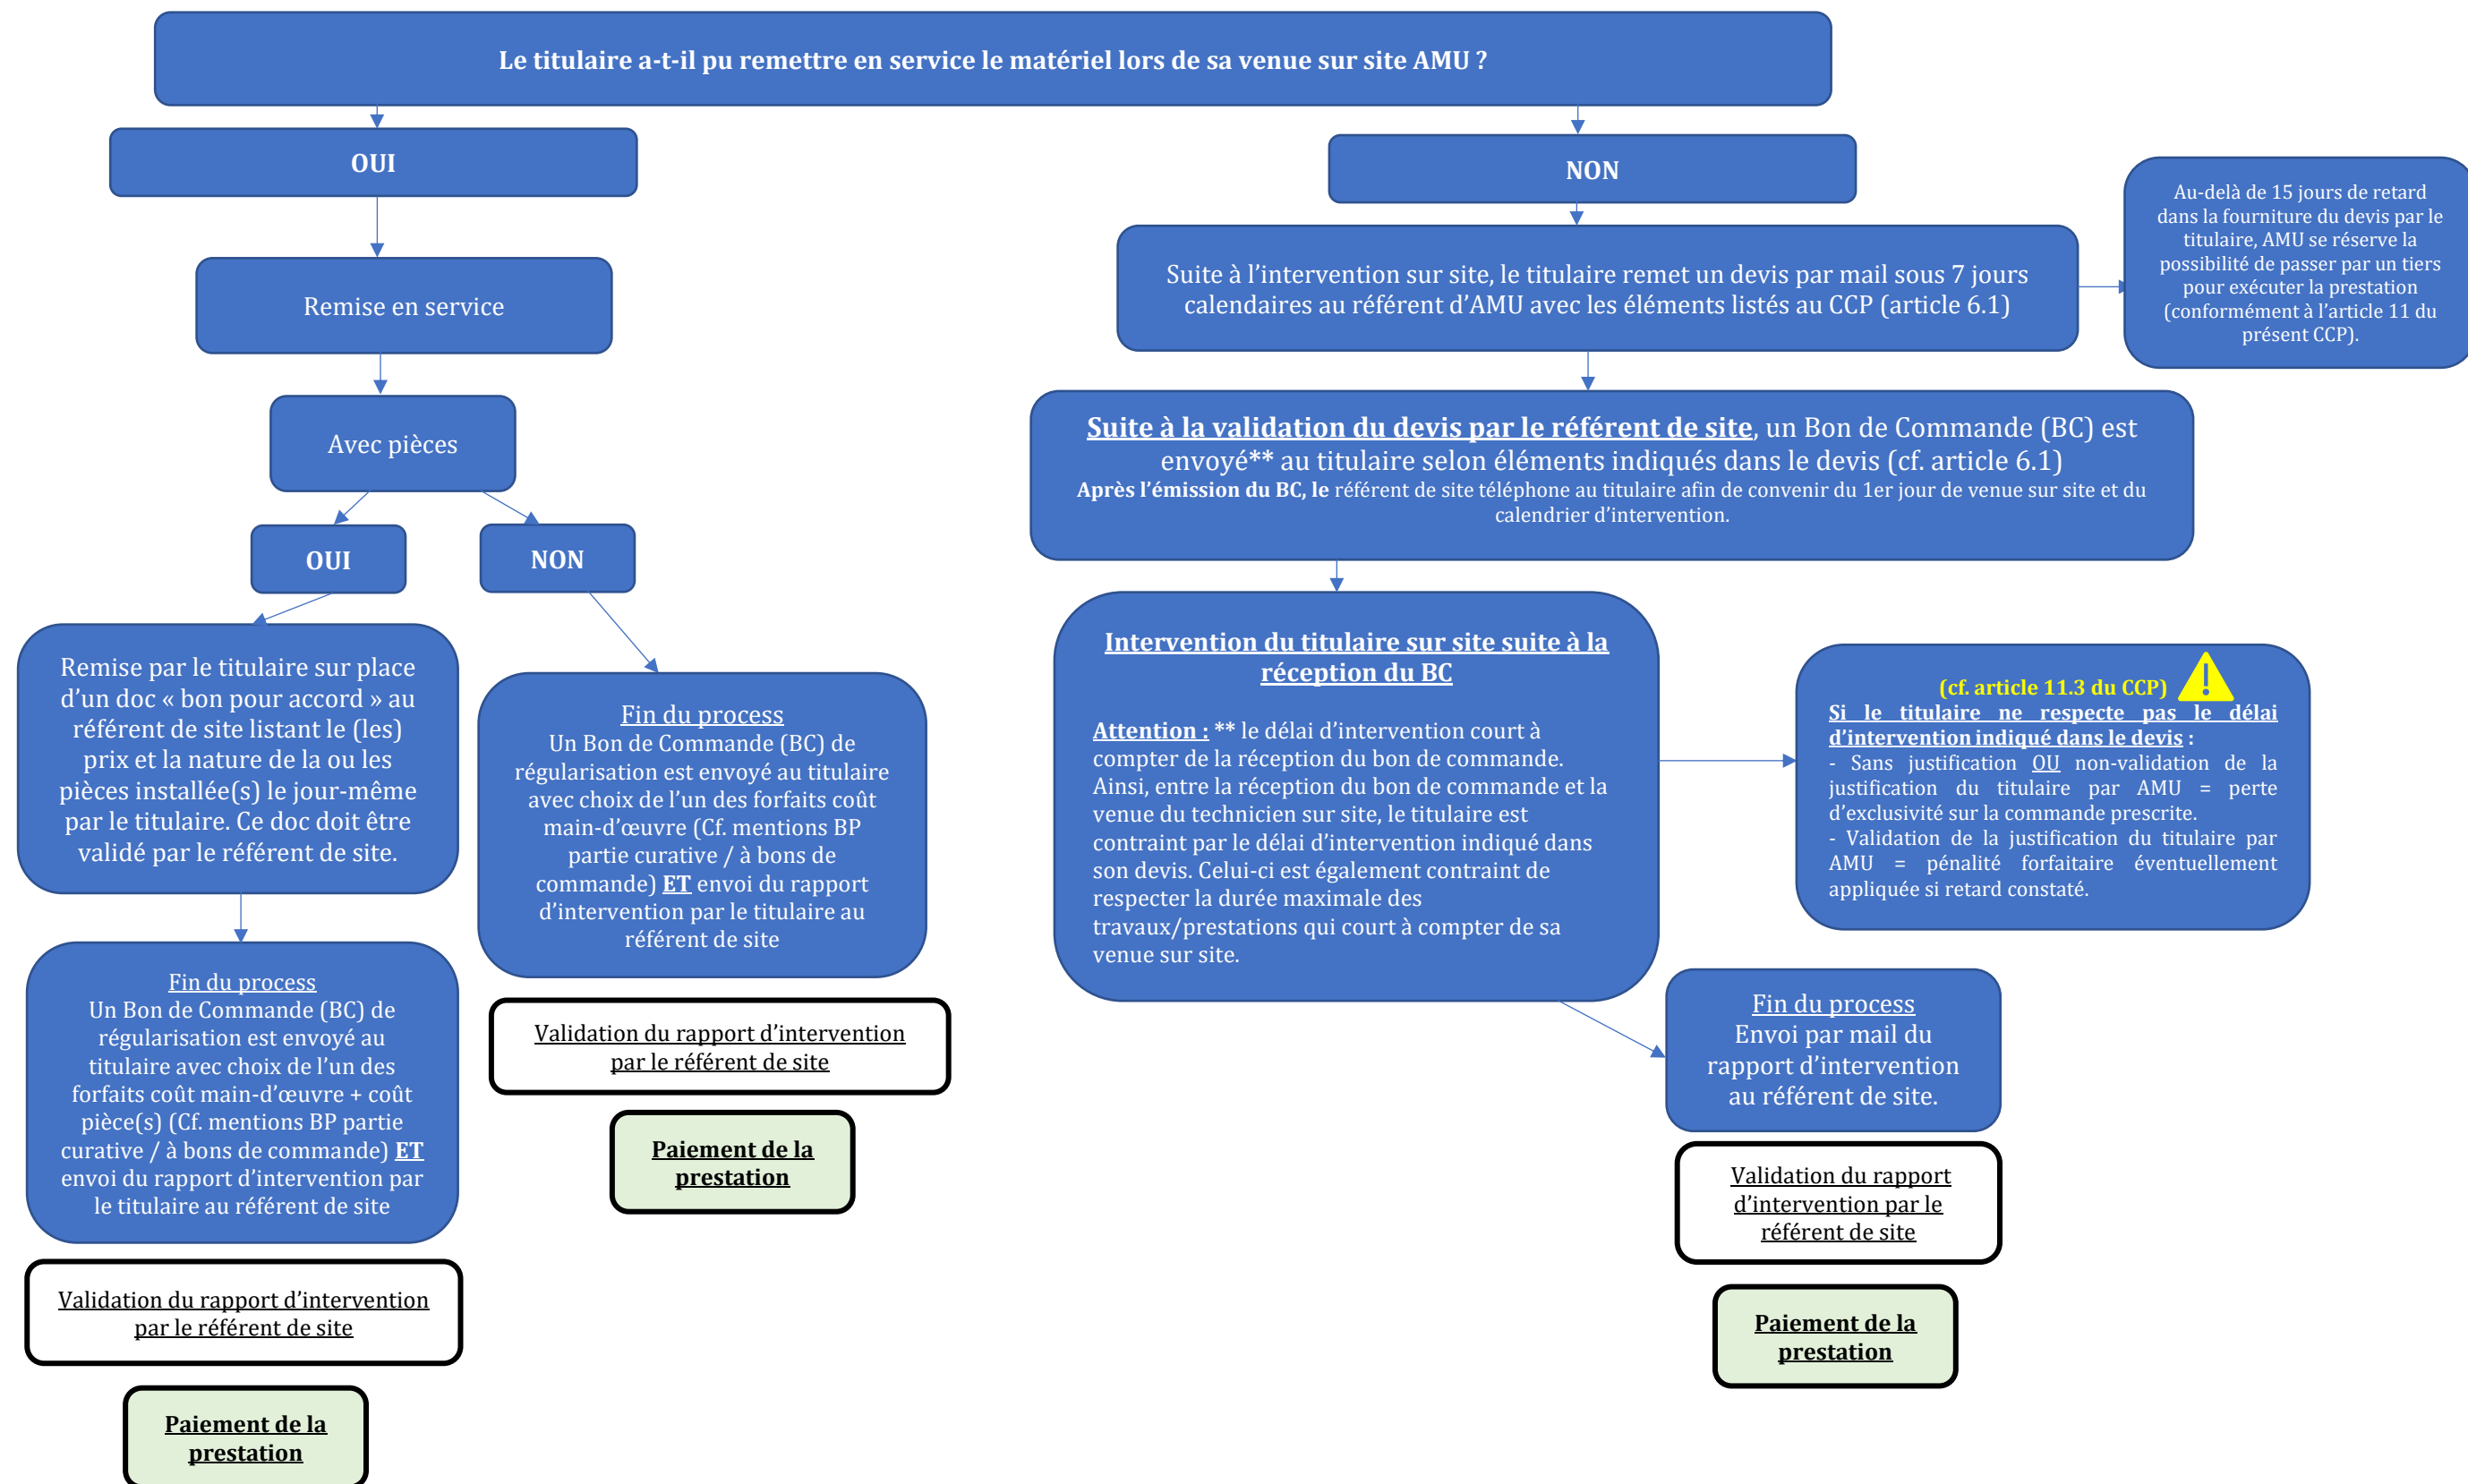 Le titulaire a-t-il pu remettre en service le matériel lors de sa venue sur site AMU ?
OUI
Remise en service
Avec pièces
OUI
NON
Remise par le titulaire sur place
d’un doc « bon pour accord » au
référent de site listant le (les)
prix et la nature de la ou les
pièces installée(s) le jour-même
par le titulaire. Ce doc doit être
validé par le référent de site.
Fin du process
Un Bon de Commande (BC) de
régularisation est envoyé au
titulaire avec choix de l’un des
forfaits coût main-d’œuvre + coût
pièce(s) (Cf. mentions BP partie
curative / à bons de commande) ET
envoi du rapport d’intervention par
le titulaire au référent de site
Validation du rapport d’intervention
par le référent de site
Paiement de la
prestation
Fin du process
Un Bon de Commande (BC) de
régularisation est envoyé au titulaire
avec choix de l’un des forfaits coût
main-d’œuvre (Cf. mentions BP
partie curative / à bons de
commande) ET envoi du rapport
d’intervention par le titulaire au
référent de site
Validation du rapport d’intervention
par le référent de site
Paiement de la
prestation
NON
Suite à l’intervention sur site, le titulaire remet un devis par mail sous 7 jours
calendaires au référent d’AMU avec les éléments listés au CCP (article 6.1)
Au-delà de 15 jours de retard
dans la fourniture du devis par le
titulaire, AMU se réserve la
possibilité de passer par un tiers
pour exécuter la prestation
(conformément à l’article 11 du
présent CCP).
Suite à la validation du devis par le référent de site, un Bon de Commande (BC) est
envoyé** au titulaire selon éléments indiqués dans le devis (cf. article 6.1)
Après l’émission du BC, le référent de site téléphone au titulaire afin de convenir du 1er jour de venue sur site et du
calendrier d’intervention.
Intervention du titulaire sur site suite à la
réception du BC
Attention : ** le délai d’intervention court à
compter de la réception du bon de commande.
Ainsi, entre la réception du bon de commande et la
venue du technicien sur site, le titulaire est
contraint par le délai d’intervention indiqué dans
son devis. Celui-ci est également contraint de
respecter la durée maximale des
travaux/prestations qui court à compter de sa
venue sur site.
(cf. article 11.3 du CCP)
Si le titulaire ne respecte pas le délai
d’intervention indiqué dans le devis :
- Sans justification OU non-validation de la
justification du titulaire par AMU = perte
d’exclusivité sur la commande prescrite.
- Validation de la justification du titulaire par
AMU = pénalité forfaitaire éventuellement
appliquée si retard constaté.
Fin du process
Envoi par mail du
rapport d’intervention
au référent de site.
Validation du rapport
d’intervention par le
référent de site
Paiement de la
prestation